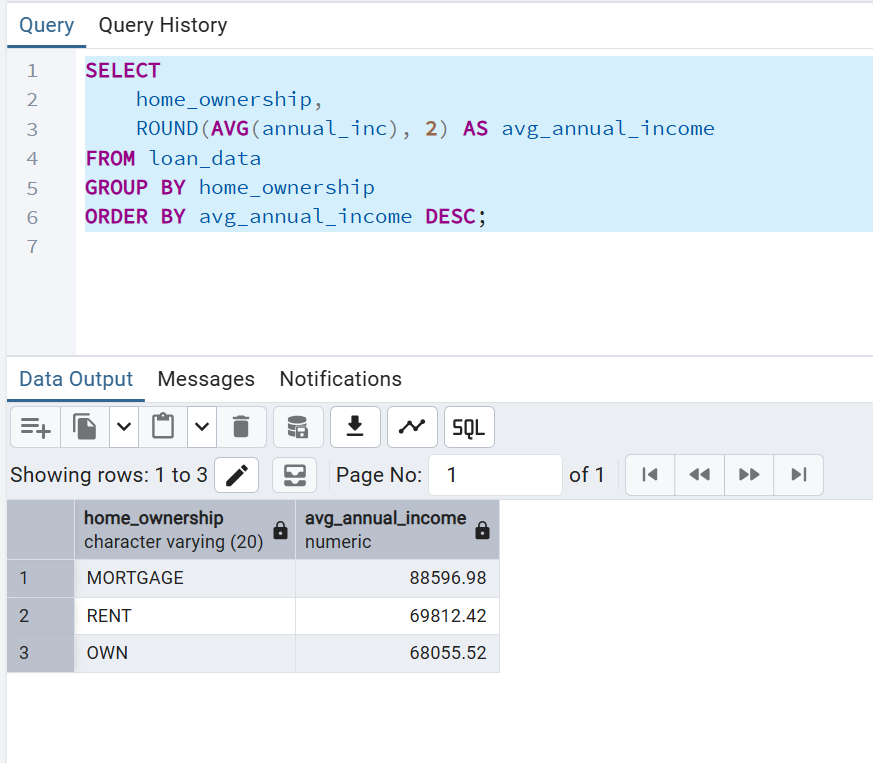 Query Query History
1 SELECT
2 home_ownership,
3 ROUND(AVG(annual_inc), 2) AS avg_annual_income
4 FROM loan_data
5 GROUP BY home_ownership
6 ORDER BY avg_annual_income DESC;
7
Data Output Messages Notifications
SQL
Showing rows: 1 to 3 Page No: 1 of 1
home_ownership avg_annual_income
character varying (20) numeric
1 MORTGAGE 88596.98
2 RENT 69812.42
3 OWN 68055.52